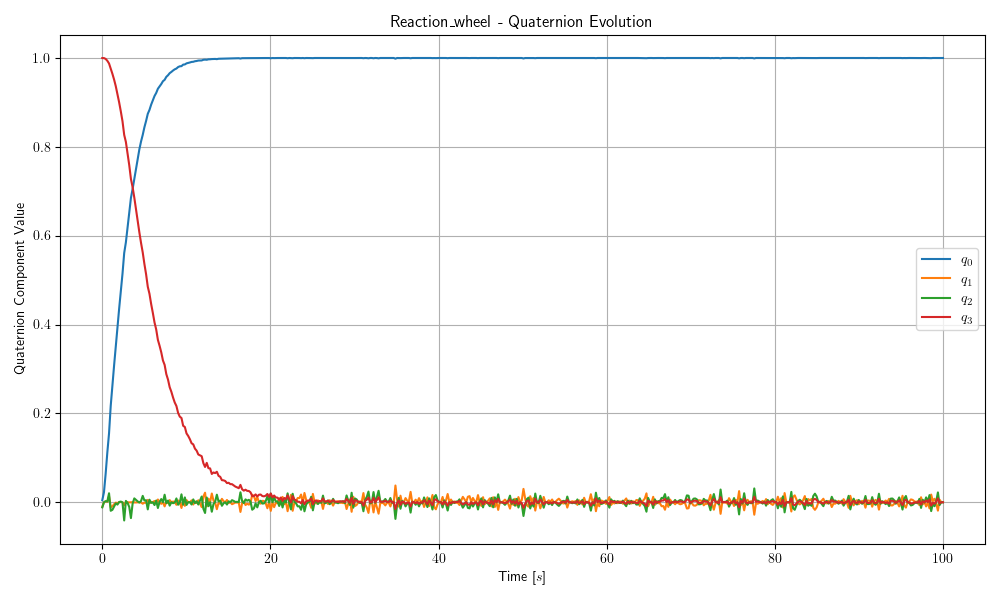 Reaction_wheel - Quaternion Evolution
Quaternion Component Value
1.0
0.8
0.6
0.4
0.2
0.0
q0
q1
q2
q3
0
20
40
60
80
100
Time [s]